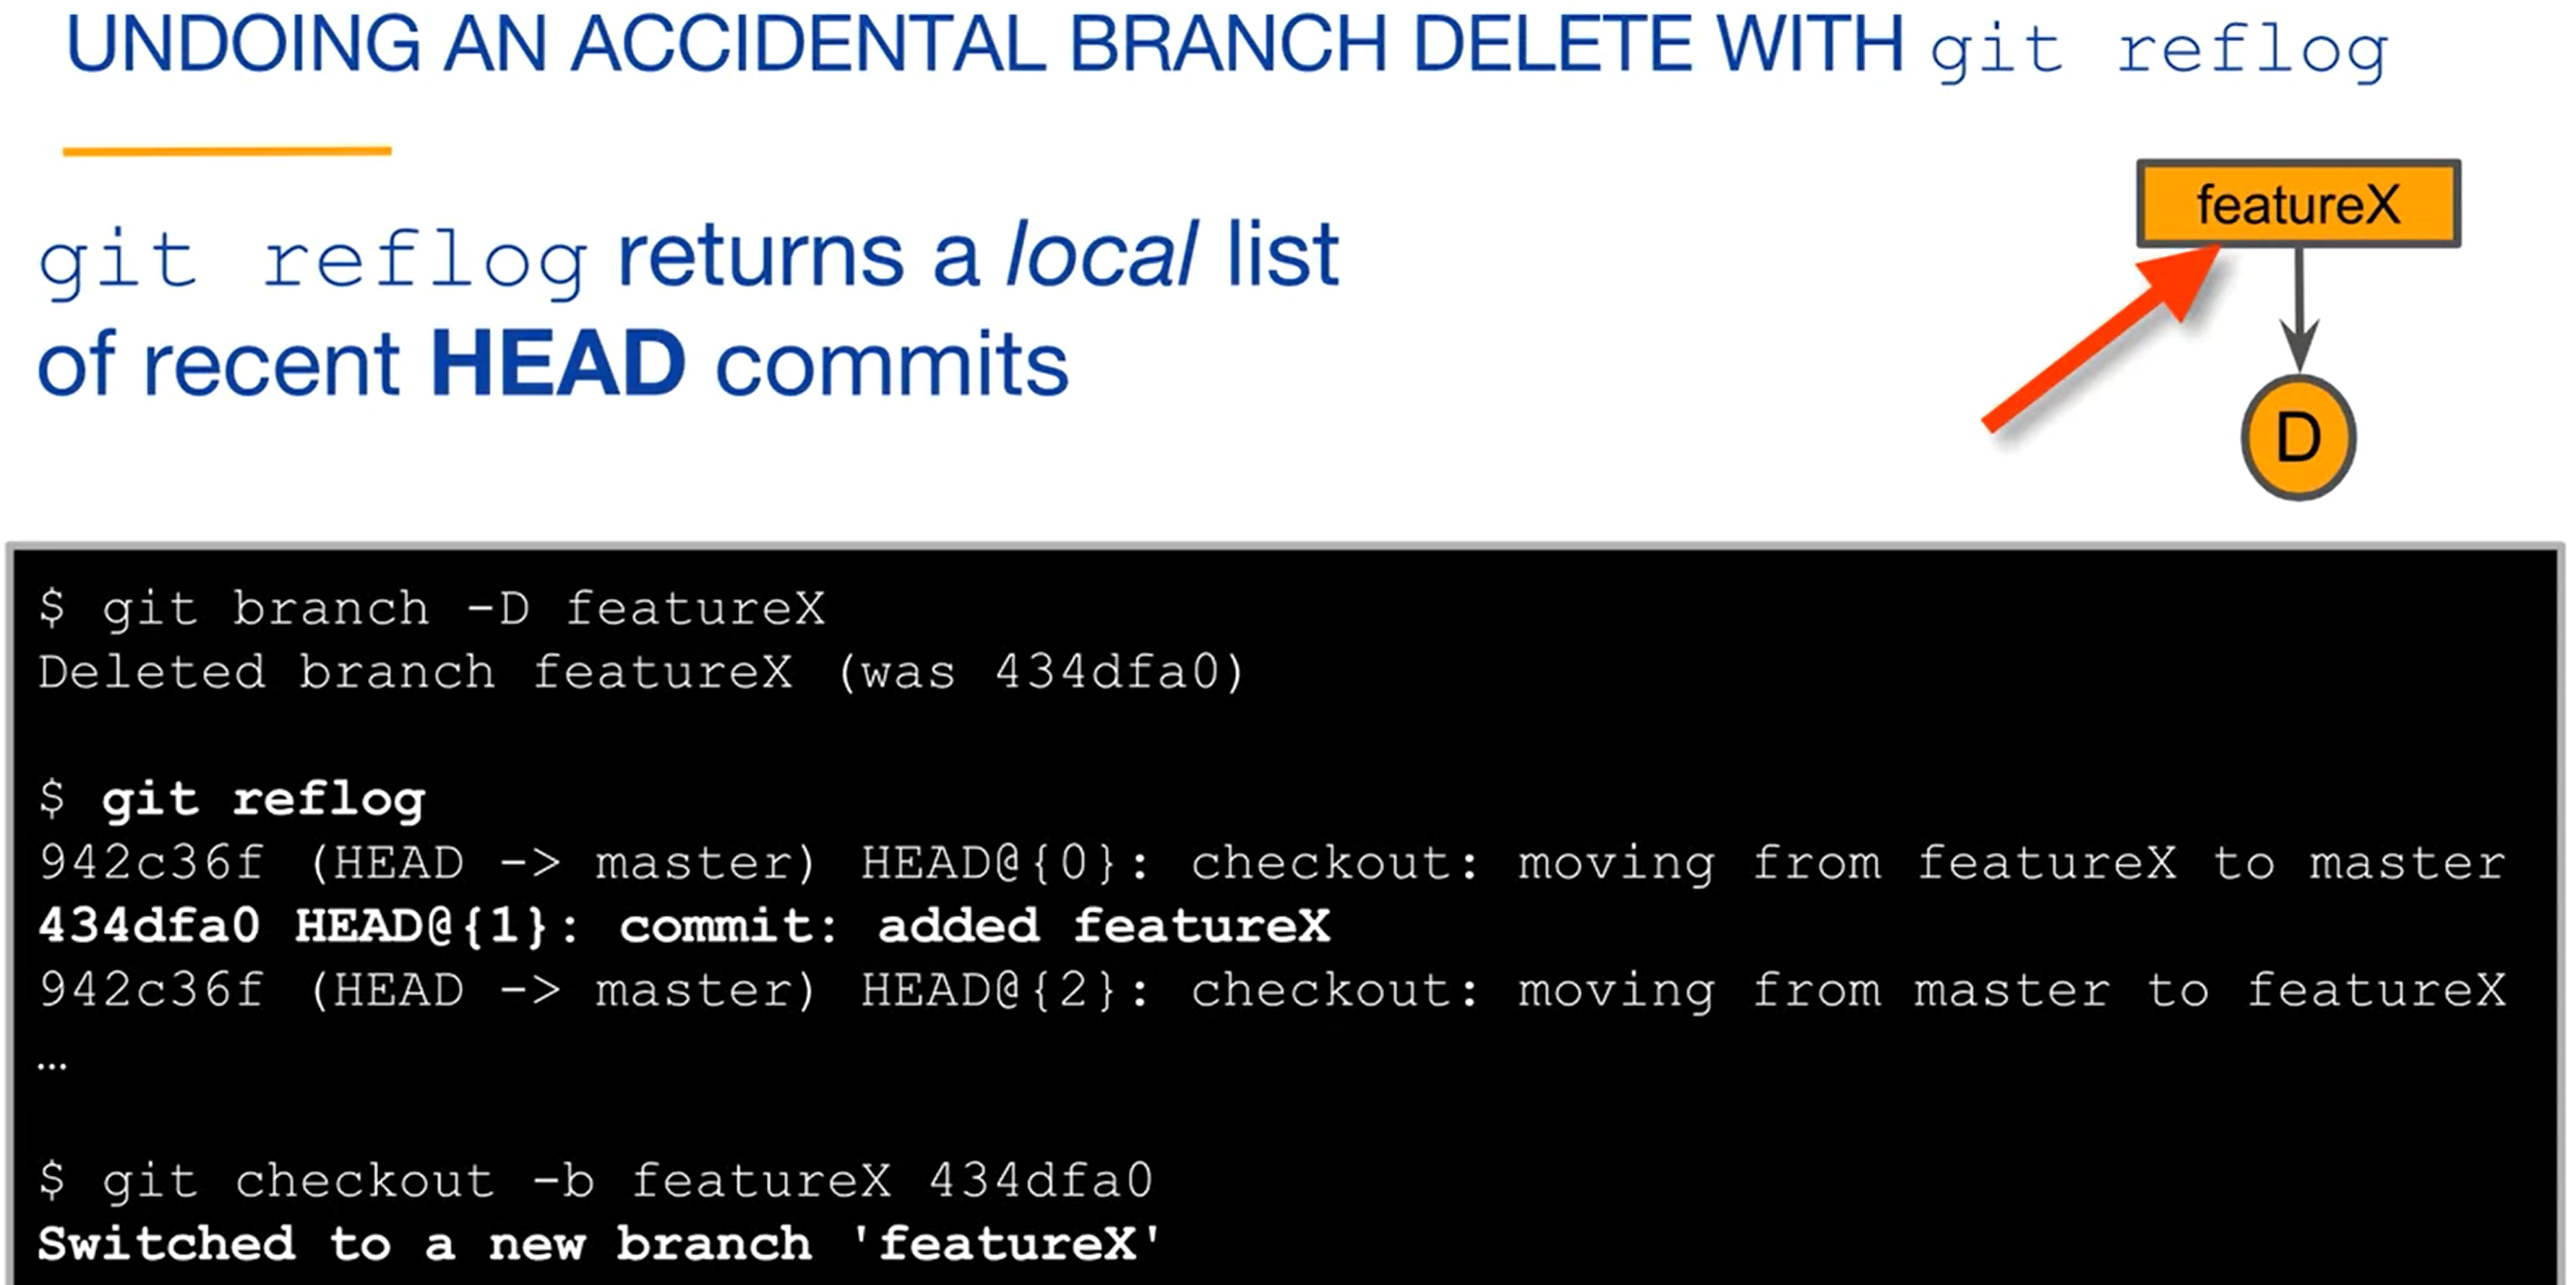 UNDOING AN ACCIDENTAL BRANCH DELETE WITH git reflog
git reflog returns a local list
of recent HEAD commits
featureX
D
$ git branch -D featureX
Deleted branch featureX (was 434dfa0)
$ git reflog
942c36f (HEAD -> master) HEAD@{0}: checkout: moving from featureX to master
434dfa0 HEAD@{1}: commit: added featureX
942c36f (HEAD -> master) HEAD@{2}: checkout: moving from master to featureX
…
$ git checkout -b featureX 434dfa0
Switched to a new branch 'featureX'